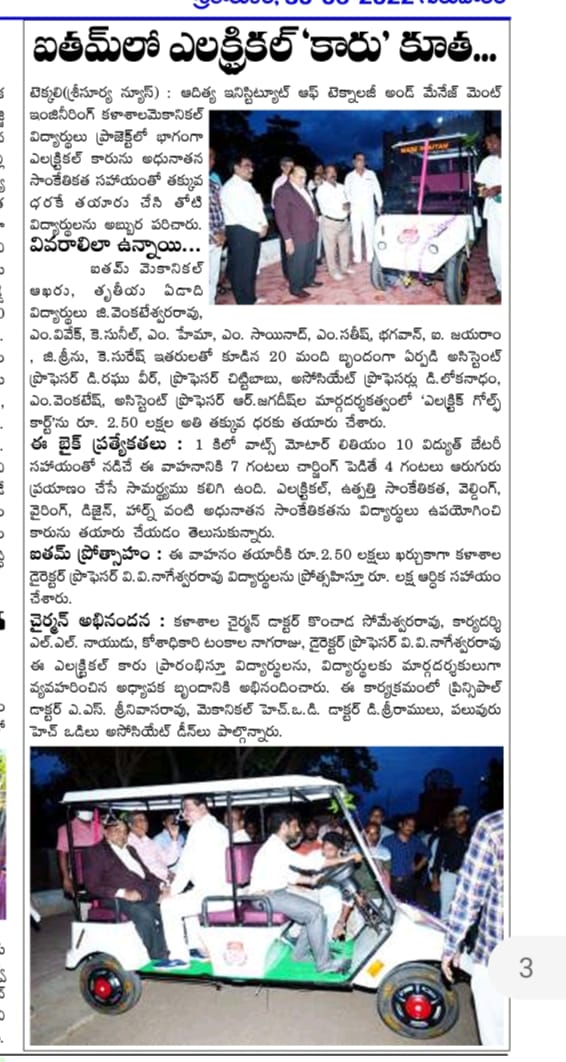 ఐతమ్‌లో ఎలక్ట్రికల్ 'కారు' కూత...
టెక్కలి(శ్రీసూర్య న్యూస్) : ఆదిత్య ఇనిస్టిట్యూట్ ఆఫ్ టెక్నాలజీ అండ్ మేనేజ్ మెంట్
ఇంజినీరింగ్ కళాశాలమెకానికల్
విద్యార్థులు ప్రాజెక్ట్‌లో భాగంగా
ఎలక్ట్రికల్ కారును అధునాతన
సాంకేతికత సహాయంతో తక్కువ
ధరకే తయారు చేసి తోటి
విద్యార్థులను అబ్బుర పరిచారు.
వివరాలిలా ఉన్నాయి...
ఐతమ్ మెకానికల్
ఆఖరు, తృతీయ ఏడాది
విద్యార్థులు జి.వెంకటేశ్వరరావు,
ఎం.వివేక్, కె.సునీల్, ఎం. హేమా, ఎం. సాయినాద్, ఎం.సతీష్, భగవాన్, ఐ. జయరాం
, జి.శ్రీను, కె.సురేష్ ఇతరులతో కూడిన 20 మంది బృందంగా ఏర్పడి అసిస్టెంట్
ప్రొఫెసర్ డి.రఘు వీర్, ప్రొఫెసర్ చిట్టిబాబు, అసోసియేట్ ప్రొఫెసర్లు డి.లోకనాధం,
ఎం.వెంకటేష్, అసిస్టెంట్ ప్రొఫెసర్ ఆర్.జగదీష్‌ల మార్గదర్శకత్వంలో 'ఎలక్ట్రిక్ గోల్ఫ్
కార్ట్'ను రూ. 2.50 లక్షల అతి తక్కువ ధరకు తయారు చేశారు.
ఈ బైక్ ప్రత్యేకతలు : 1 కిలో వాట్స్ మోటార్ లితియం 10 విద్యుత్ బేటరీ
సహాయంతో నడిచే ఈ వాహనానికి 7 గంటలు చార్జింగ్ పెడితే 4 గంటలు ఆరుగురు
ప్రయాణం చేసే సామర్థ్యము కలిగి ఉంది. ఎలక్ట్రికల్, ఉత్పత్తి సాంకేతికత, వెల్డింగ్,
వైరింగ్, డిజైన్, హార్న్ వంటి అధునాతన సాంకేతికతను విద్యార్థులు ఉపయోగించి
కారును తయారు చేయడం తెలుసుకున్నారు.
ఐతమ్ ప్రోత్సాహం : ఈ వాహనం తయారీకి రూ.2.50 లక్షలు ఖర్చుకాగా కళాశాల
డైరెక్టర్ ప్రొఫెసర్ వి.వి.నాగేశ్వరరావు విద్యార్థులను ప్రోత్సహిస్తూ రూ. లక్ష ఆర్ధిక సహాయం
చేశారు.
చైర్మన్ అభినందన : కళాశాల చైర్మన్ డాక్టర్ కొంచాడ సోమేశ్వరరావు, కార్యదర్శి
ఎల్.ఎల్. నాయుడు, కోశాధికారి టంకాల నాగరాజు, డైరెక్టర్ ప్రొఫెసర్ వి.వి.నాగేశ్వరరావు
ఈ ఎలక్ట్రికల్ కారు ప్రారంభిస్తూ విద్యార్థులను, విద్యార్థులకు మార్గదర్శకులుగా
వ్యవహరించిన అధ్యాపక బృందానికి అభినందించారు. ఈ కార్యక్రమంలో ప్రిన్సిపాల్
డాక్టర్ ఎ.ఎస్. శ్రీనివాసరావు, మెకానికల్ హెచ్.ఒ.డి. డాక్టర్ డి.శ్రీరాములు, పలువురు
హెచ్ ఒడిలు అసోసియేట్ డీన్‌లు పాల్గొన్నారు.
3